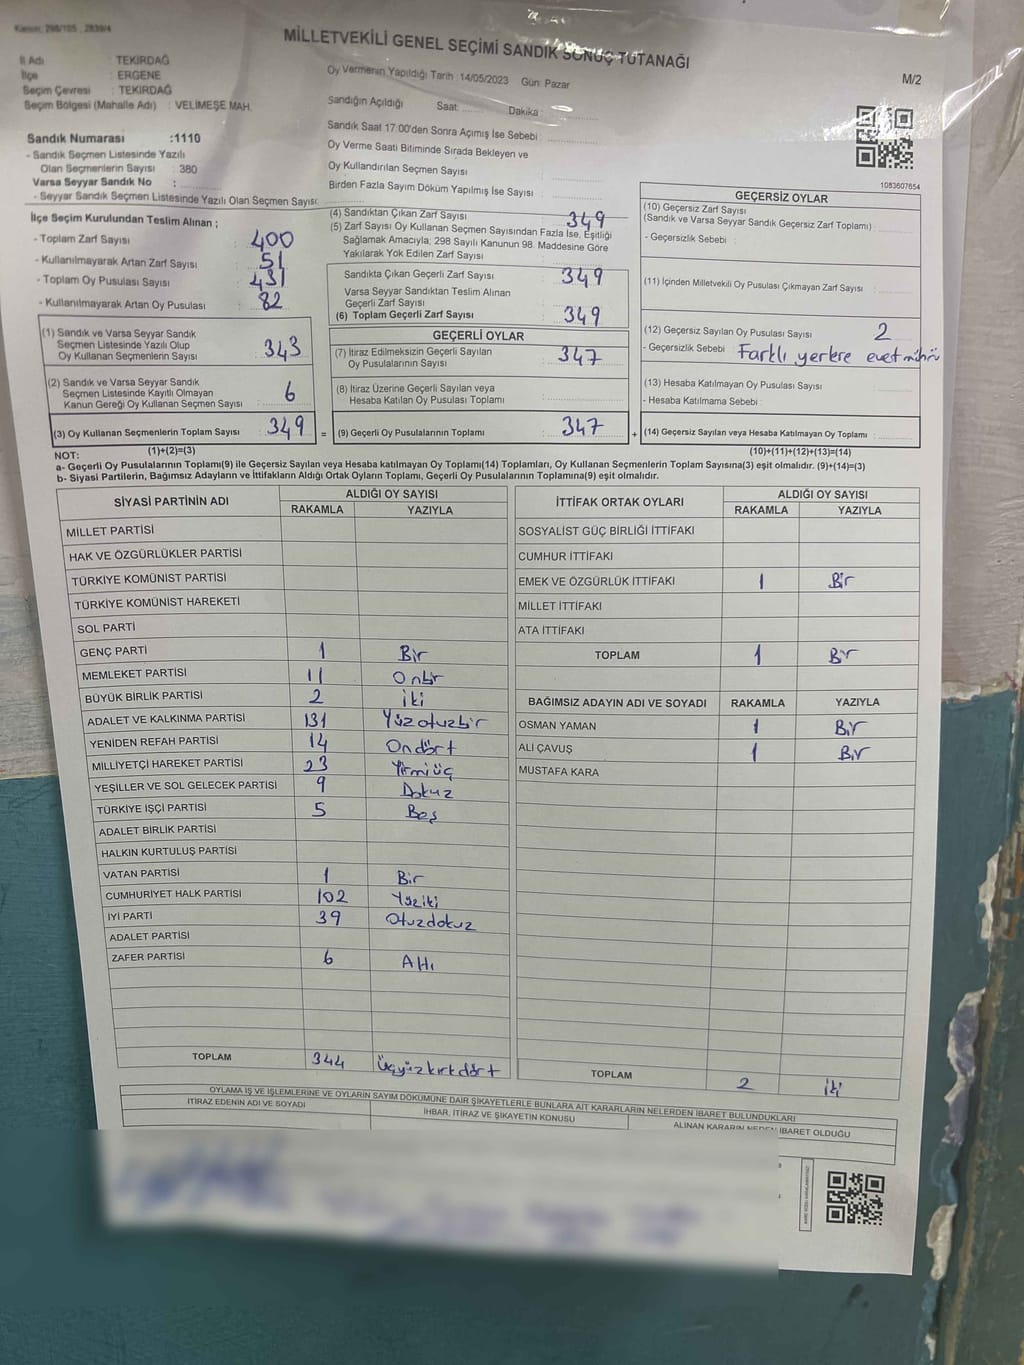 Kanun: 298/105 , 2839/4
MİLLETVEKİLİ GENEL SEÇİMİ SANDIK SONUÇ TUTANAĞI
M/2
İl Adı : TEKİRDAĞ
İlçe : ERGENE
Seçim Çevresi : TEKİRDAĞ
Seçim Bölgesi (Mahalle Adı) : VELİMEŞE MAH.
Oy Vermenin Yapıldığı Tarih :14/05/2023 Gün: Pazar
Sandığın Açıldığı Saat: Dakika :
Sandık Saat 17:00'den Sonra Açımış İse Sebebi :
Oy Verme Saati Bitiminde Sırada Bekleyen ve
Oy Kullandırılan Seçmen Sayısı :
Birden Fazla Sayım Döküm Yapılmış İse Sayısı :
Sandık Numarası :1110
- Sandık Seçmen Listesinde Yazılı
Olan Seçmenlerin Sayısı : 380
Varsa Seyyar Sandık No :
- Seyyar Sandık Seçmen Listesinde Yazılı Olan Seçmen Sayısı:
1083607654
İlçe Seçim Kurulundan Teslim Alınan ;
- Toplam Zarf Sayısı : 400
- Kullanılmayarak Artan Zarf Sayısı : 51
- Toplam Oy Pusulası Sayısı : 431
- Kullanılmayarak Artan Oy Pusulası : 82
(1) Sandık ve Varsa Seyyar Sandık
Seçmen Listesinde Yazılı Olup
Oy Kullanan Seçmenlerin Sayısı : 343
(2) Sandık ve Varsa Seyyar Sandık
Seçmen Listesinde Kayıtlı Olmayan
Kanun Gereği Oy Kullanan Seçmen Sayısı : 6
(3) Oy Kullanan Seçmenlerin Toplam Sayısı : 349
(1)+(2)=(3)
(4) Sandıktan Çıkan Zarf Sayısı : 349
(5) Zarf Sayısı Oy Kullanan Seçmen Sayısından Fazla İse, Eşitliği
Sağlamak Amacıyla; 298 Sayılı Kanunun 98. Maddesine Göre
Yakılarak Yok Edilen Zarf Sayısı :
Sandıkta Çıkan Geçerli Zarf Sayısı : 349
Varsa Seyyar Sandıktan Teslim Alınan
Geçerli Zarf Sayısı :
(6) Toplam Geçerli Zarf Sayısı : 349
GEÇERLİ OYLAR
(7) İtiraz Edilmeksizin Geçerli Sayılan
Oy Pusulalarının Sayısı : 347
(8) İtiraz Üzerine Geçerli Sayılan veya
Hesaba Katılan Oy Pusulası Toplamı :
= (9) Geçerli Oy Pusulalarının Toplamı : 347 +
GEÇERSİZ OYLAR
(10) Geçersiz Zarf Sayısı
(Sandık ve Varsa Seyyar Sandık Geçersiz Zarf Toplamı) :
- Geçersizlik Sebebi :
(11) İçinden Milletvekili Oy Pusulası Çıkmayan Zarf Sayısı :
(12) Geçersiz Sayılan Oy Pusulası Sayısı : 2
- Geçersizlik Sebebi : Farklı yerlere evet mührü
(13) Hesaba Katılmayan Oy Pusulası Sayısı :
- Hesaba Katılmama Sebebi :
(14) Geçersiz Sayılan veya Hesaba Katılmayan Oy Toplamı :
(10)+(11)+(12)+(13)=(14)
NOT:
a- Geçerli Oy Pusulalarının Toplamı(9) ile Geçersiz Sayılan veya Hesaba katılmayan Oy Toplamı(14) Toplamları, Oy Kullanan Seçmenlerin Toplam Sayısına(3) eşit olmalıdır. (9)+(14)=(3)
b- Siyasi Partilerin, Bağımsız Adayların ve İttifakların Aldığı Ortak Oyların Toplamı, Geçerli Oy Pusulalarının Toplamına(9) eşit olmalıdır.
SİYASİ PARTİNİN ADI ALDIĞI OY SAYISI
RAKAMLA YAZIYLA
MİLLET PARTİSİ
HAK VE ÖZGÜRLÜKLER PARTİSİ
TÜRKİYE KOMÜNİST PARTİSİ
TÜRKİYE KOMÜNİST HAREKETİ
SOL PARTİ
GENÇ PARTİ 1 Bir
MEMLEKET PARTİSİ 11 Onbir
BÜYÜK BİRLİK PARTİSİ 2 iki
ADALET VE KALKINMA PARTİSİ 131 Yüzotuzbir
YENİDEN REFAH PARTİSİ 14 Ondört
MİLLİYETÇİ HAREKET PARTİSİ 23 Yirmiüç
YEŞİLLER VE SOL GELECEK PARTİSİ 9 Dokuz
TÜRKİYE İŞÇİ PARTİSİ 5 Beş
ADALET BİRLİK PARTİSİ
HALKIN KURTULUŞ PARTİSİ
VATAN PARTİSİ 1 Bir
CUMHURİYET HALK PARTİSİ 102 Yüziki
İYİ PARTİ 39 Otuzdokuz
ADALET PARTİSİ
ZAFER PARTİSİ 6 Altı
TOPLAM 344 Üçyüzkırkdört
İTTİFAK ORTAK OYLARI ALDIĞI OY SAYISI
RAKAMLA YAZIYLA
SOSYALİST GÜÇ BİRLİĞİ İTTİFAKI
CUMHUR İTTİFAKI
EMEK VE ÖZGÜRLÜK İTTİFAKI 1 Bir
MİLLET İTTİFAKI
ATA İTTİFAKI
TOPLAM 1 Bir
BAĞIMSIZ ADAYIN ADI VE SOYADI RAKAMLA YAZIYLA
OSMAN YAMAN 1 Bir
ALİ ÇAVUŞ 1 Bir
MUSTAFA KARA
TOPLAM 2 iki
OYLAMA İŞ VE İŞLEMLERİNE VE OYLARIN SAYIM DÖKÜMÜNE DAİR ŞİKAYETLERLE BUNLARA AİT KARARLARIN NELERDEN İBARET BULUNDUKLARI
İTİRAZ EDENİN ADI VE SOYADI İHBAR, İTİRAZ VE ŞİKAYETİN KONUSU ALINAN KARARIN NEDEN İBARET OLDUĞU